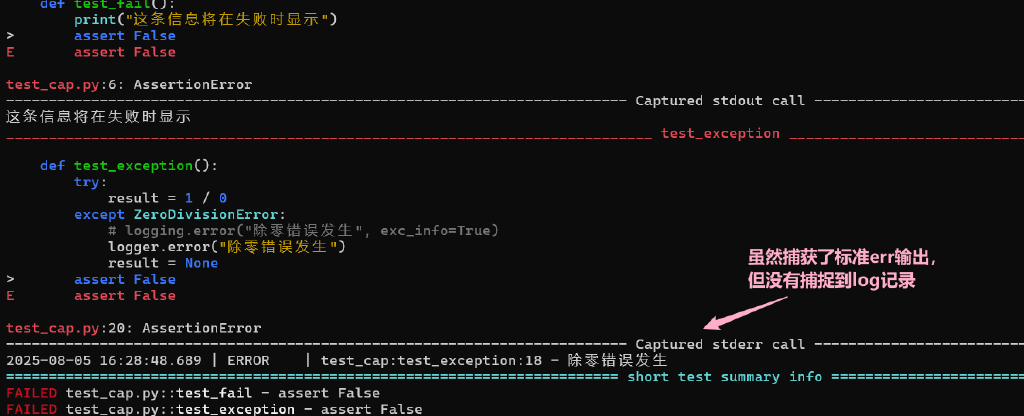 def test_fail():
print("这条信息将在失败时显示")
> assert False
E assert False
test_cap.py:6: AssertionError
Captured stdout call
这条信息将在失败时显示
test_exception
def test_exception():
try:
result = 1 / 0
except ZeroDivisionError:
# logging.error("除零错误发生", exc_info=True)
logger.error("除零错误发生")
result = None
> assert False
E assert False
虽然捕获了标准err输出，
但没有捕捉到log记录
test_cap.py:20: AssertionError
Captured stderr call
2025-08-05 16:28:48.689 | ERROR    | test_cap:test_exception:18 - 除零错误发生
short test summary info
FAILED test_cap.py::test_fail - assert False
FAILED test_cap.py::test_exception - assert False